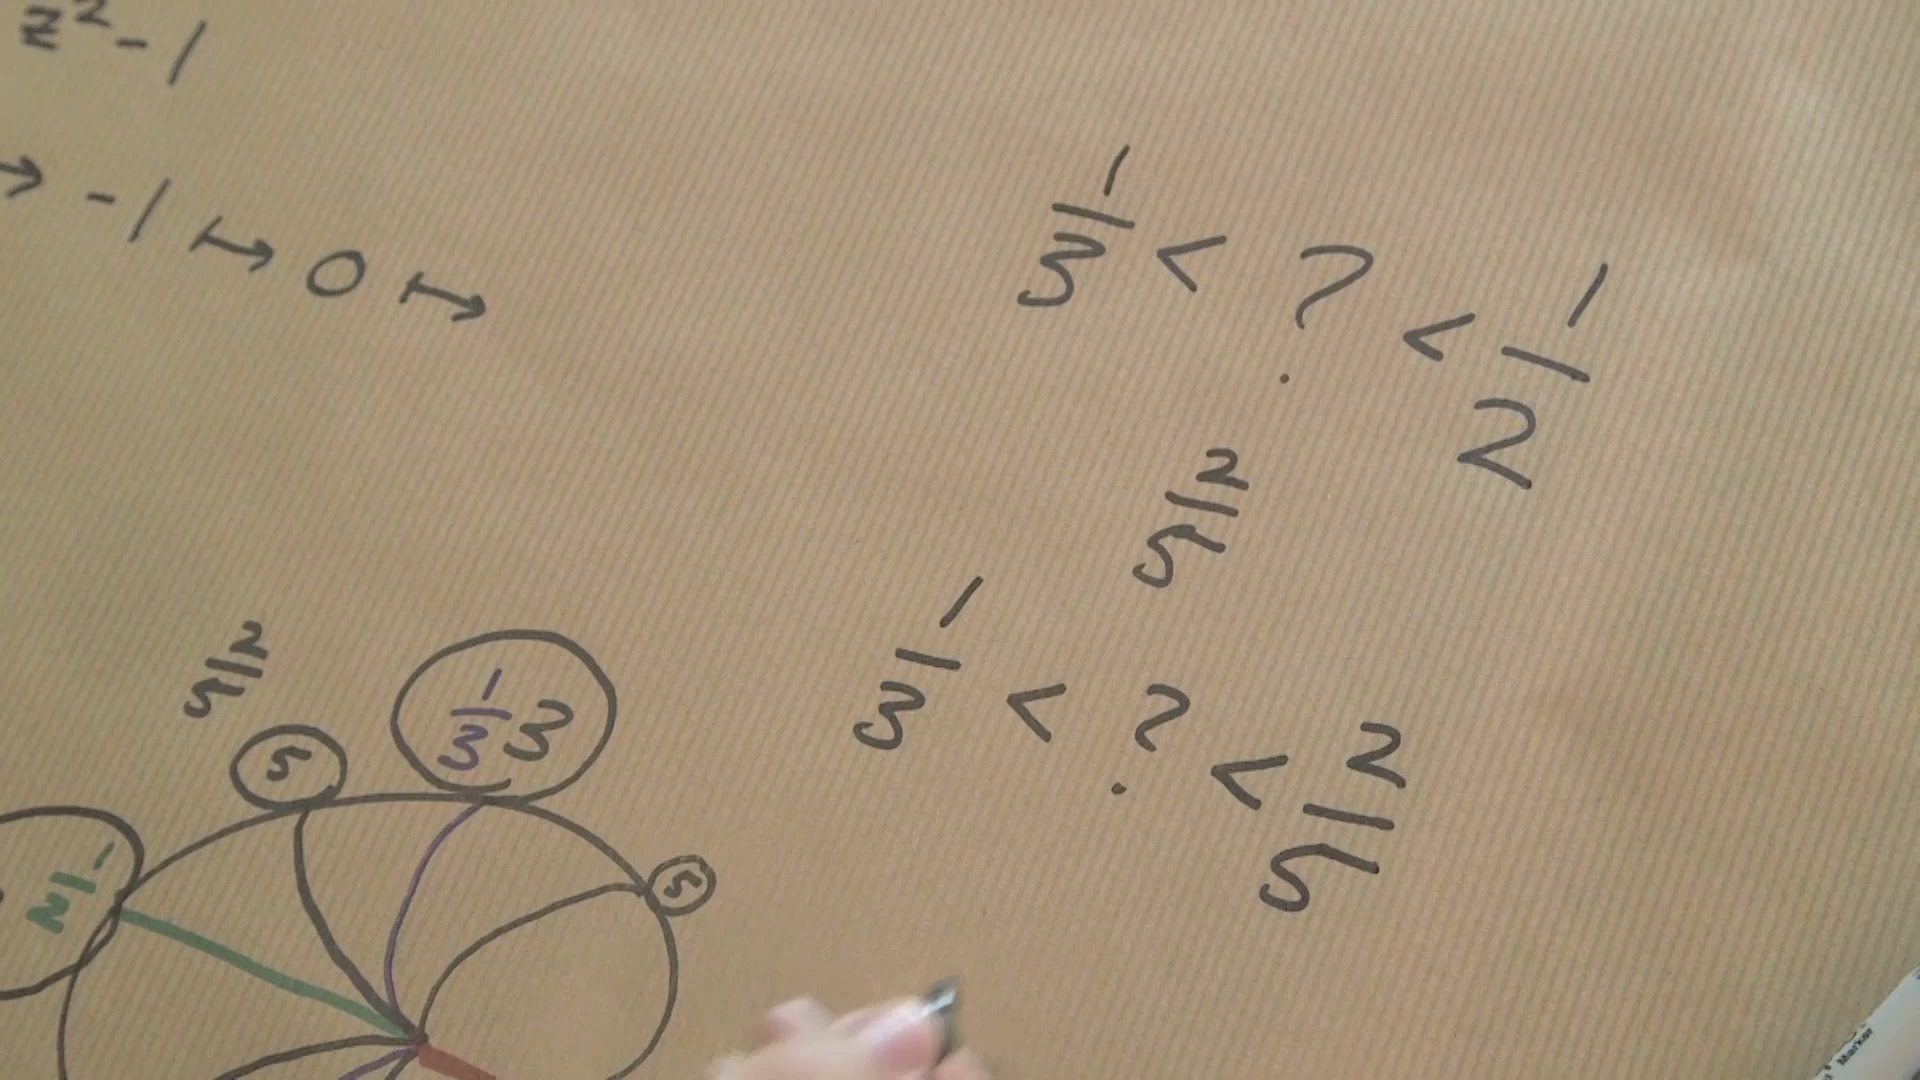 z² - 1
→ -1 ↦ 0 ↦
1/3 < ? < 1/2
2/5
1/3 < ? < 2/5
2/5
5
1/3 3
5
1/2
Marker